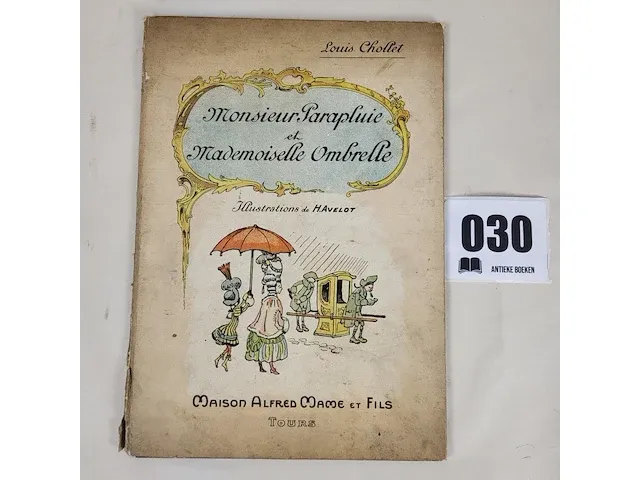 Louis Chollet
Monsieur Parapluie
et
Mademoiselle Ombrelle
Illustrations de H. AVELOT
MAISON ALFRED MAME ET FILS
TOURS
030
ANTIEKE BOEKEN